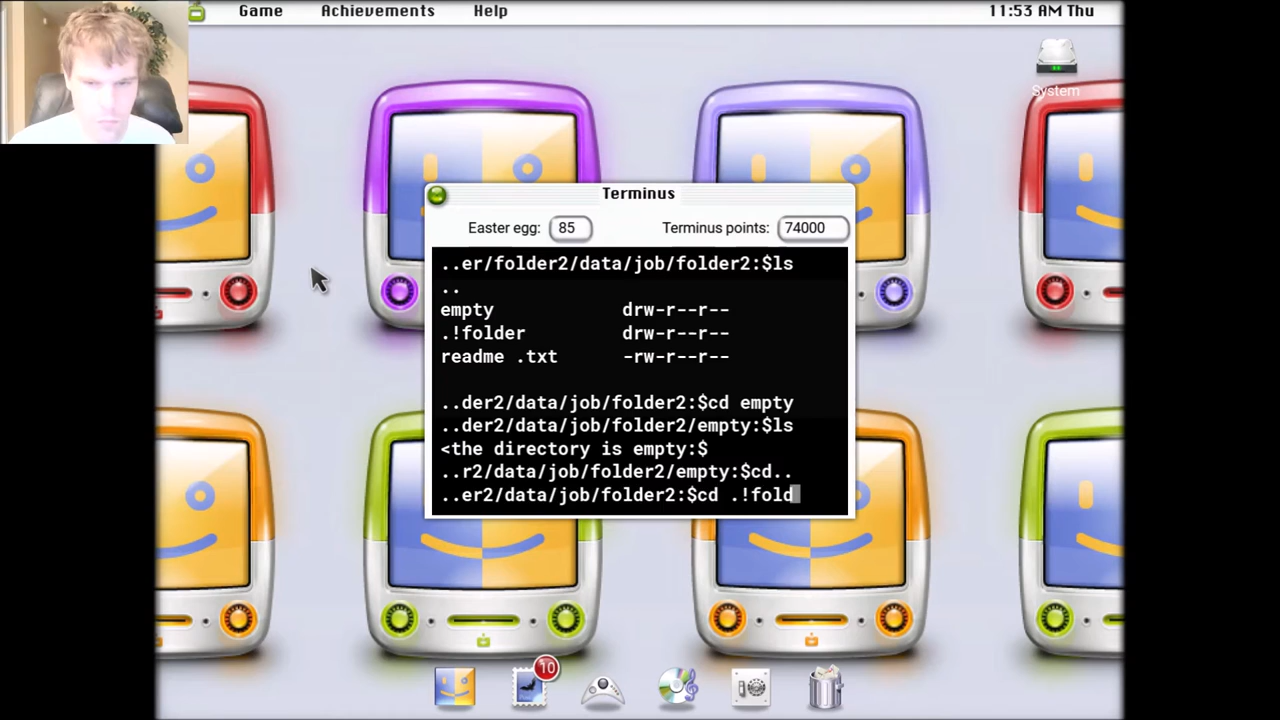 Game Achievements Help 11:53 AM Thu
System
Terminus
Easter egg: 85 Terminus points: 74000
..er/folder2/data/job/folder2:$ls
..
empty drw-r--r--
.!folder drw-r--r--
readme .txt -rw-r--r--
..der2/data/job/folder2:$cd empty
..der2/data/job/folder2/empty:$ls
<the directory is empty:$
..r2/data/job/folder2/empty:$cd..
..er2/data/job/folder2:$cd .!fold
10